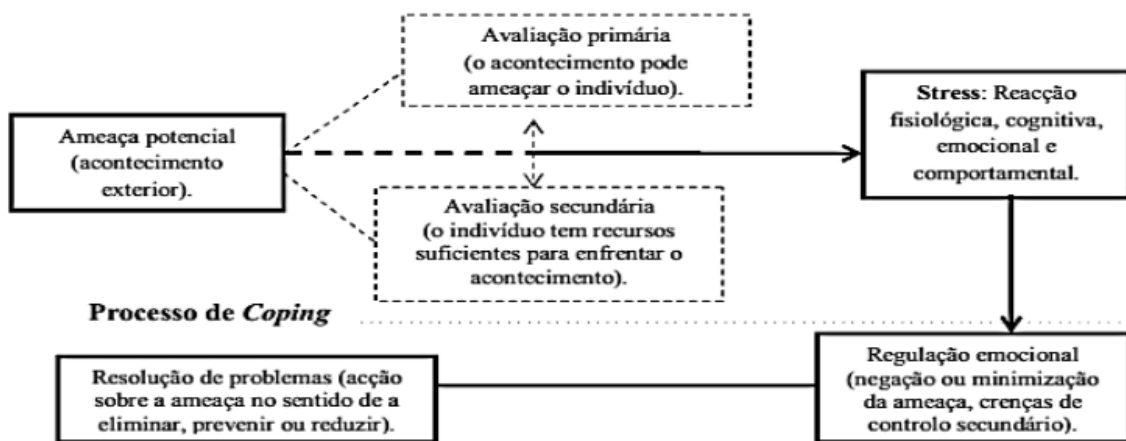 Avaliação primária
(o acontecimento pode
ameaçar o indivíduo).
Stress: Reacção
fisiológica, cognitiva,
emocional e
comportamental.
Ameaça potencial
(acontecimento
exterior).
Avaliação secundária
(o indivíduo tem recursos
suficientes para enfrentar o
acontecimento).
Processo de Coping
Resolução de problemas (acção
sobre a ameaça no sentido de a
eliminar, prevenir ou reduzir).
Regulação emocional
(negação ou minimização
da ameaça, crenças de
controlo secundário).